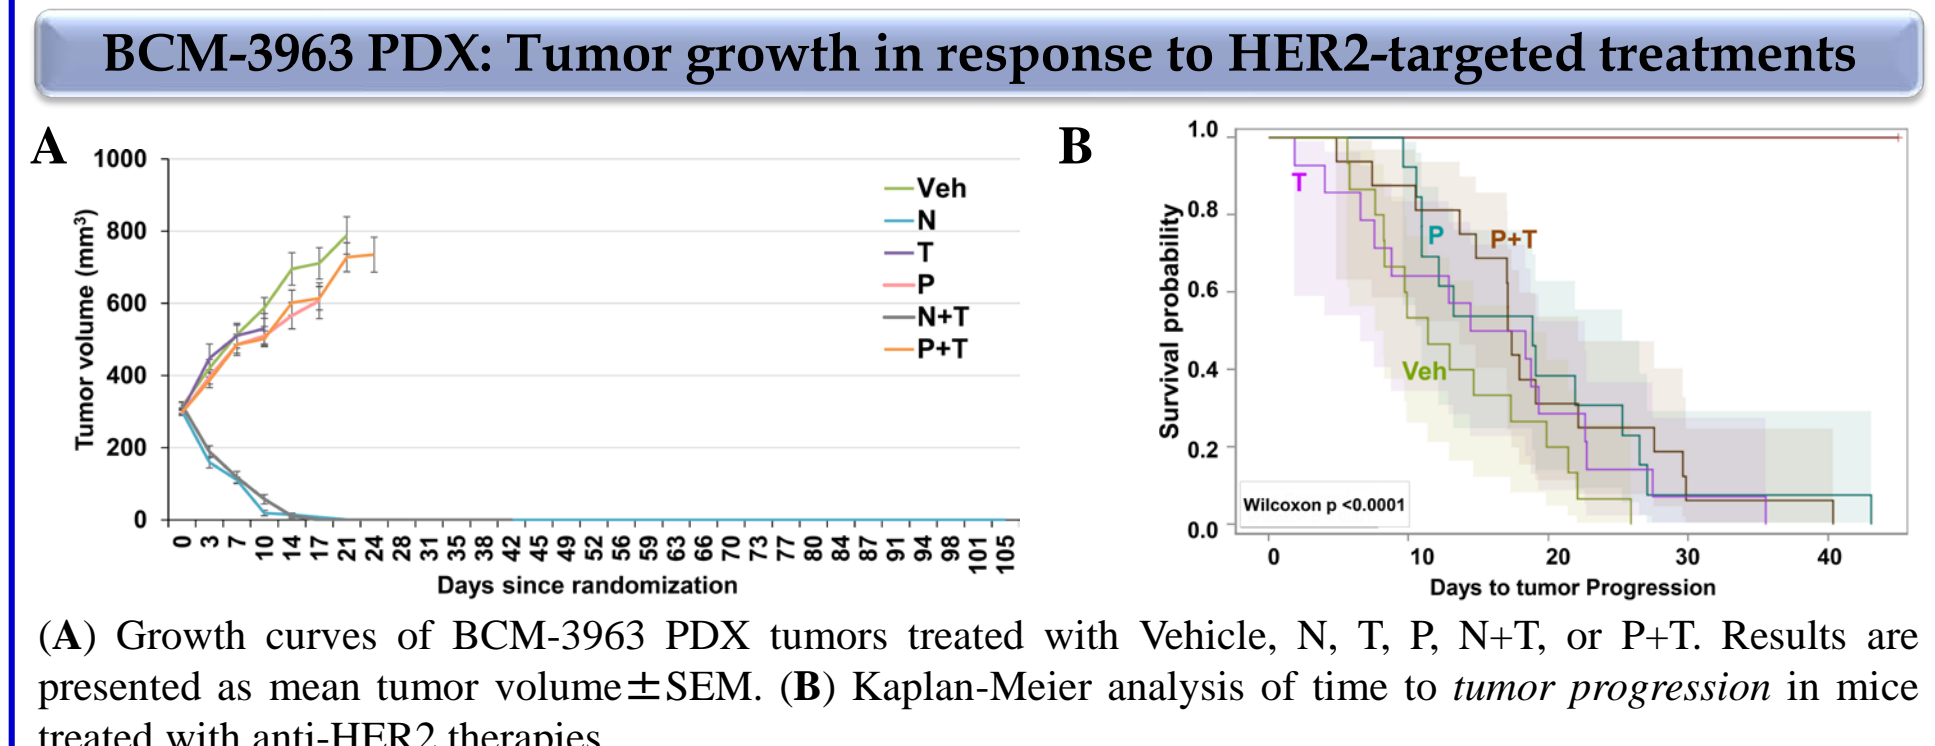 BCM-3963 PDX: Tumor growth in response to HER2-targeted treatments
A
1000
800
600
400
200
0
Tumor volume (mm³)
Veh
N
T
P
N+T
P+T
0 3 7 10 14 17 21 24 28 31 35 38 42 45 49 52 56 59 63 66 70 73 77 80 84 87 91 94 98 101 105
Days since randomization
B
1.0
0.8
0.6
0.4
0.2
0.0
Survival probability
T
P
P+T
Veh
Wilcoxon p <0.0001
0 10 20 30 40
Days to tumor Progression
(A) Growth curves of BCM-3963 PDX tumors treated with Vehicle, N, T, P, N+T, or P+T. Results are
presented as mean tumor volume±SEM. (B) Kaplan-Meier analysis of time to tumor progression in mice
treated with anti-HER2 therapies